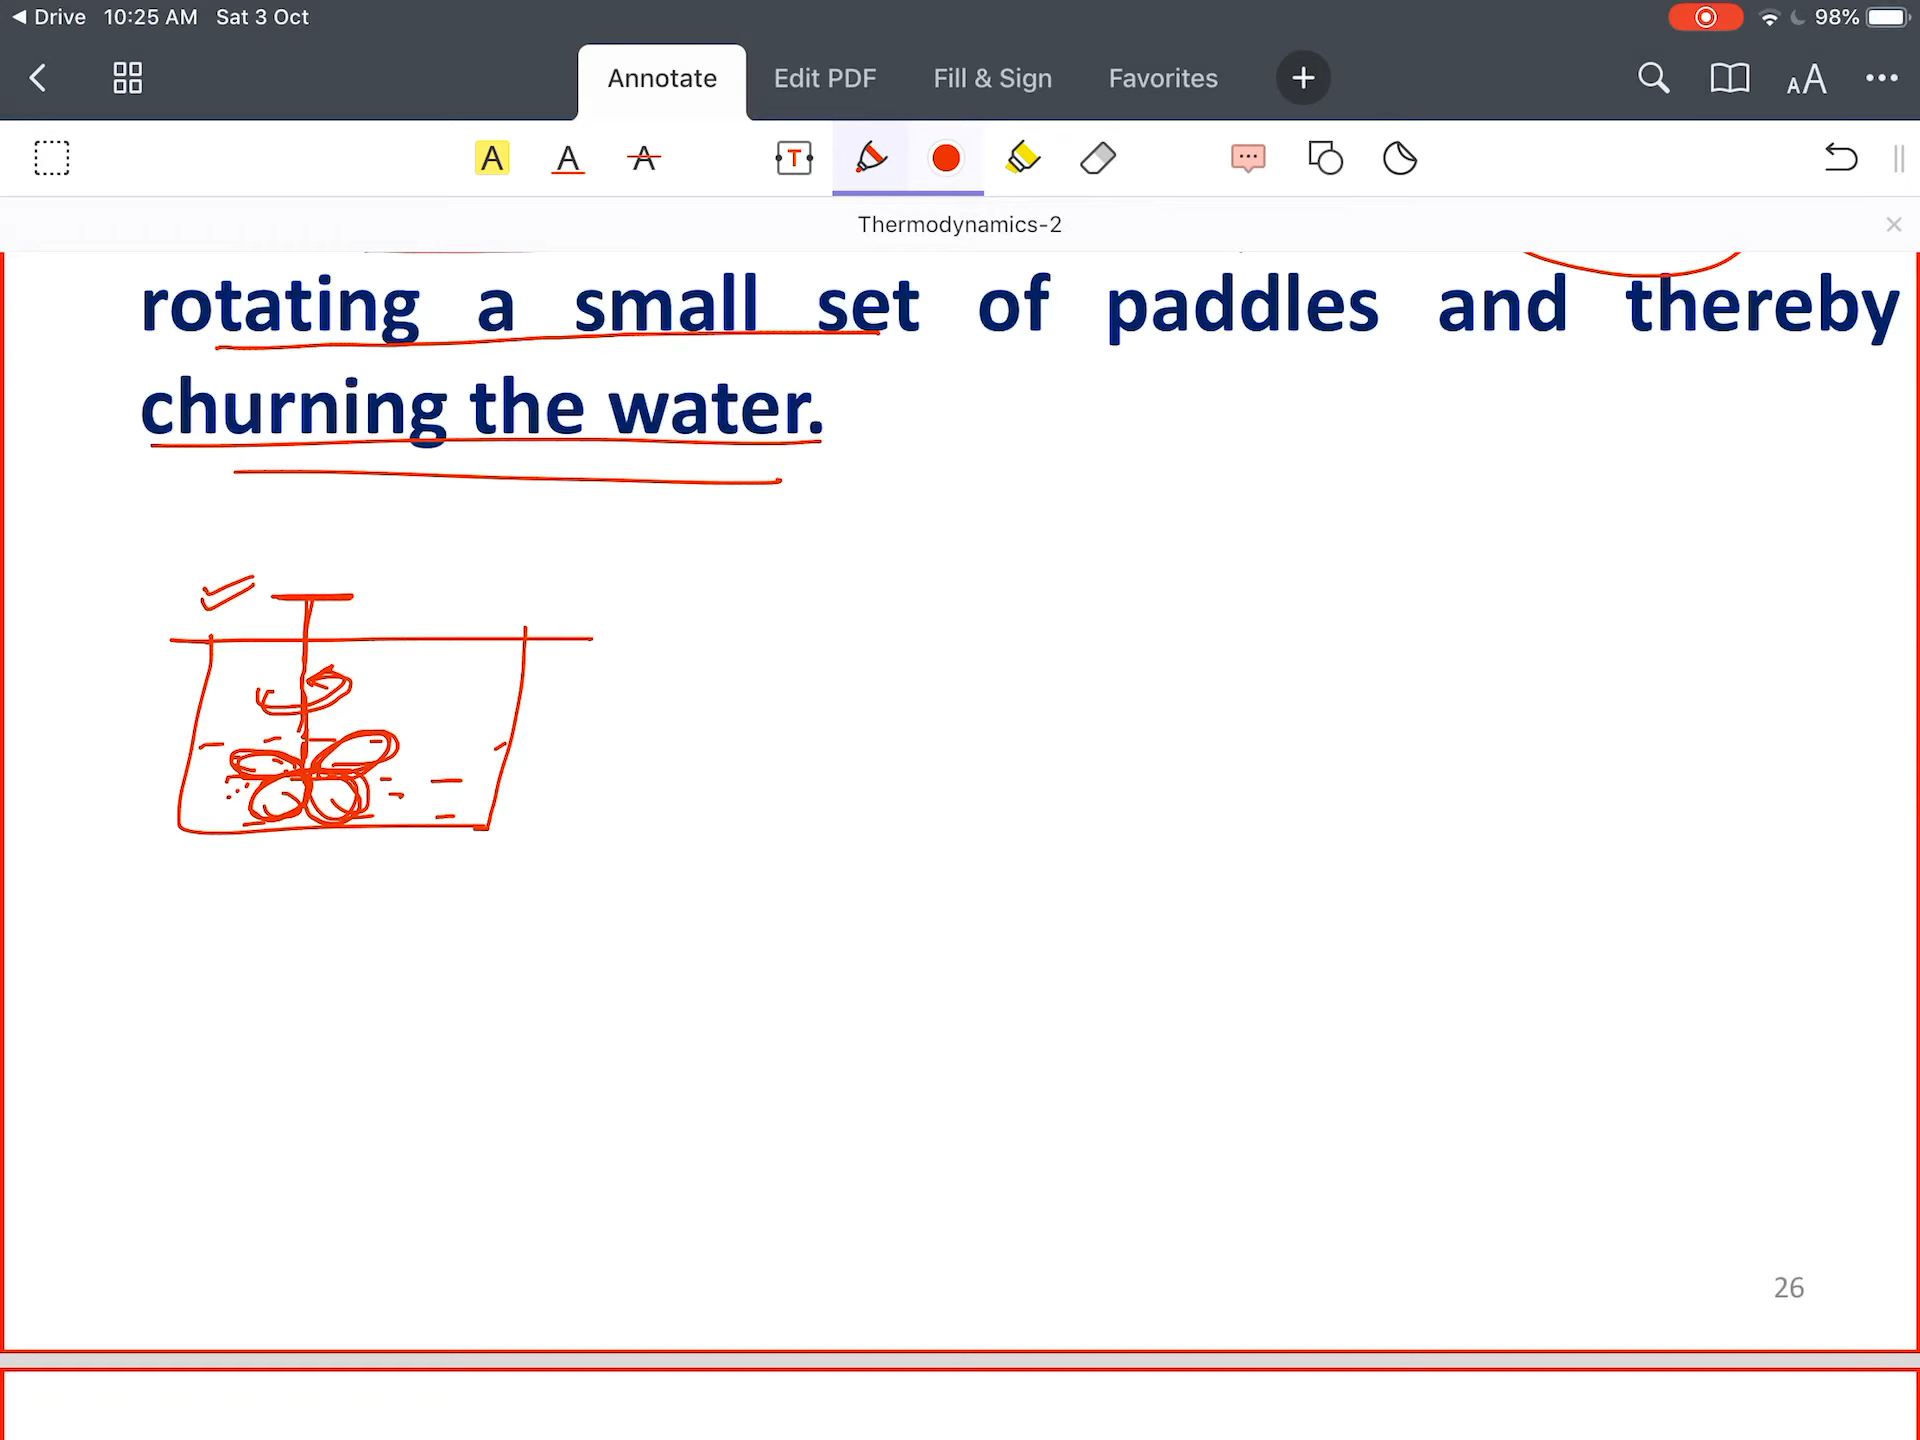 Drive 10:25 AM Sat 3 Oct 98%
Annotate Edit PDF Fill & Sign Favorites
Thermodynamics-2
rotating a small set of paddles and thereby
churning the water.
26